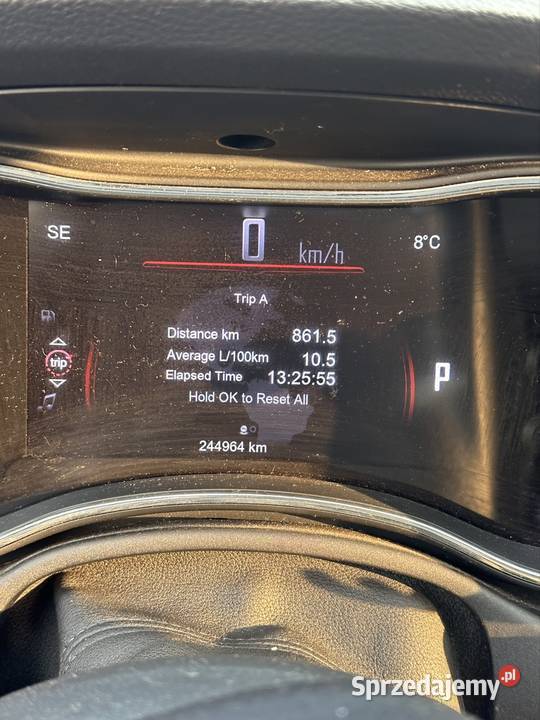 SE
0 km/h
8°C
Trip A
Distance km 861.5
Average L/100km 10.5
trip
Elapsed Time 13:25:55
P
Hold OK to Reset All
244964 km
Sprzedajemy.pl